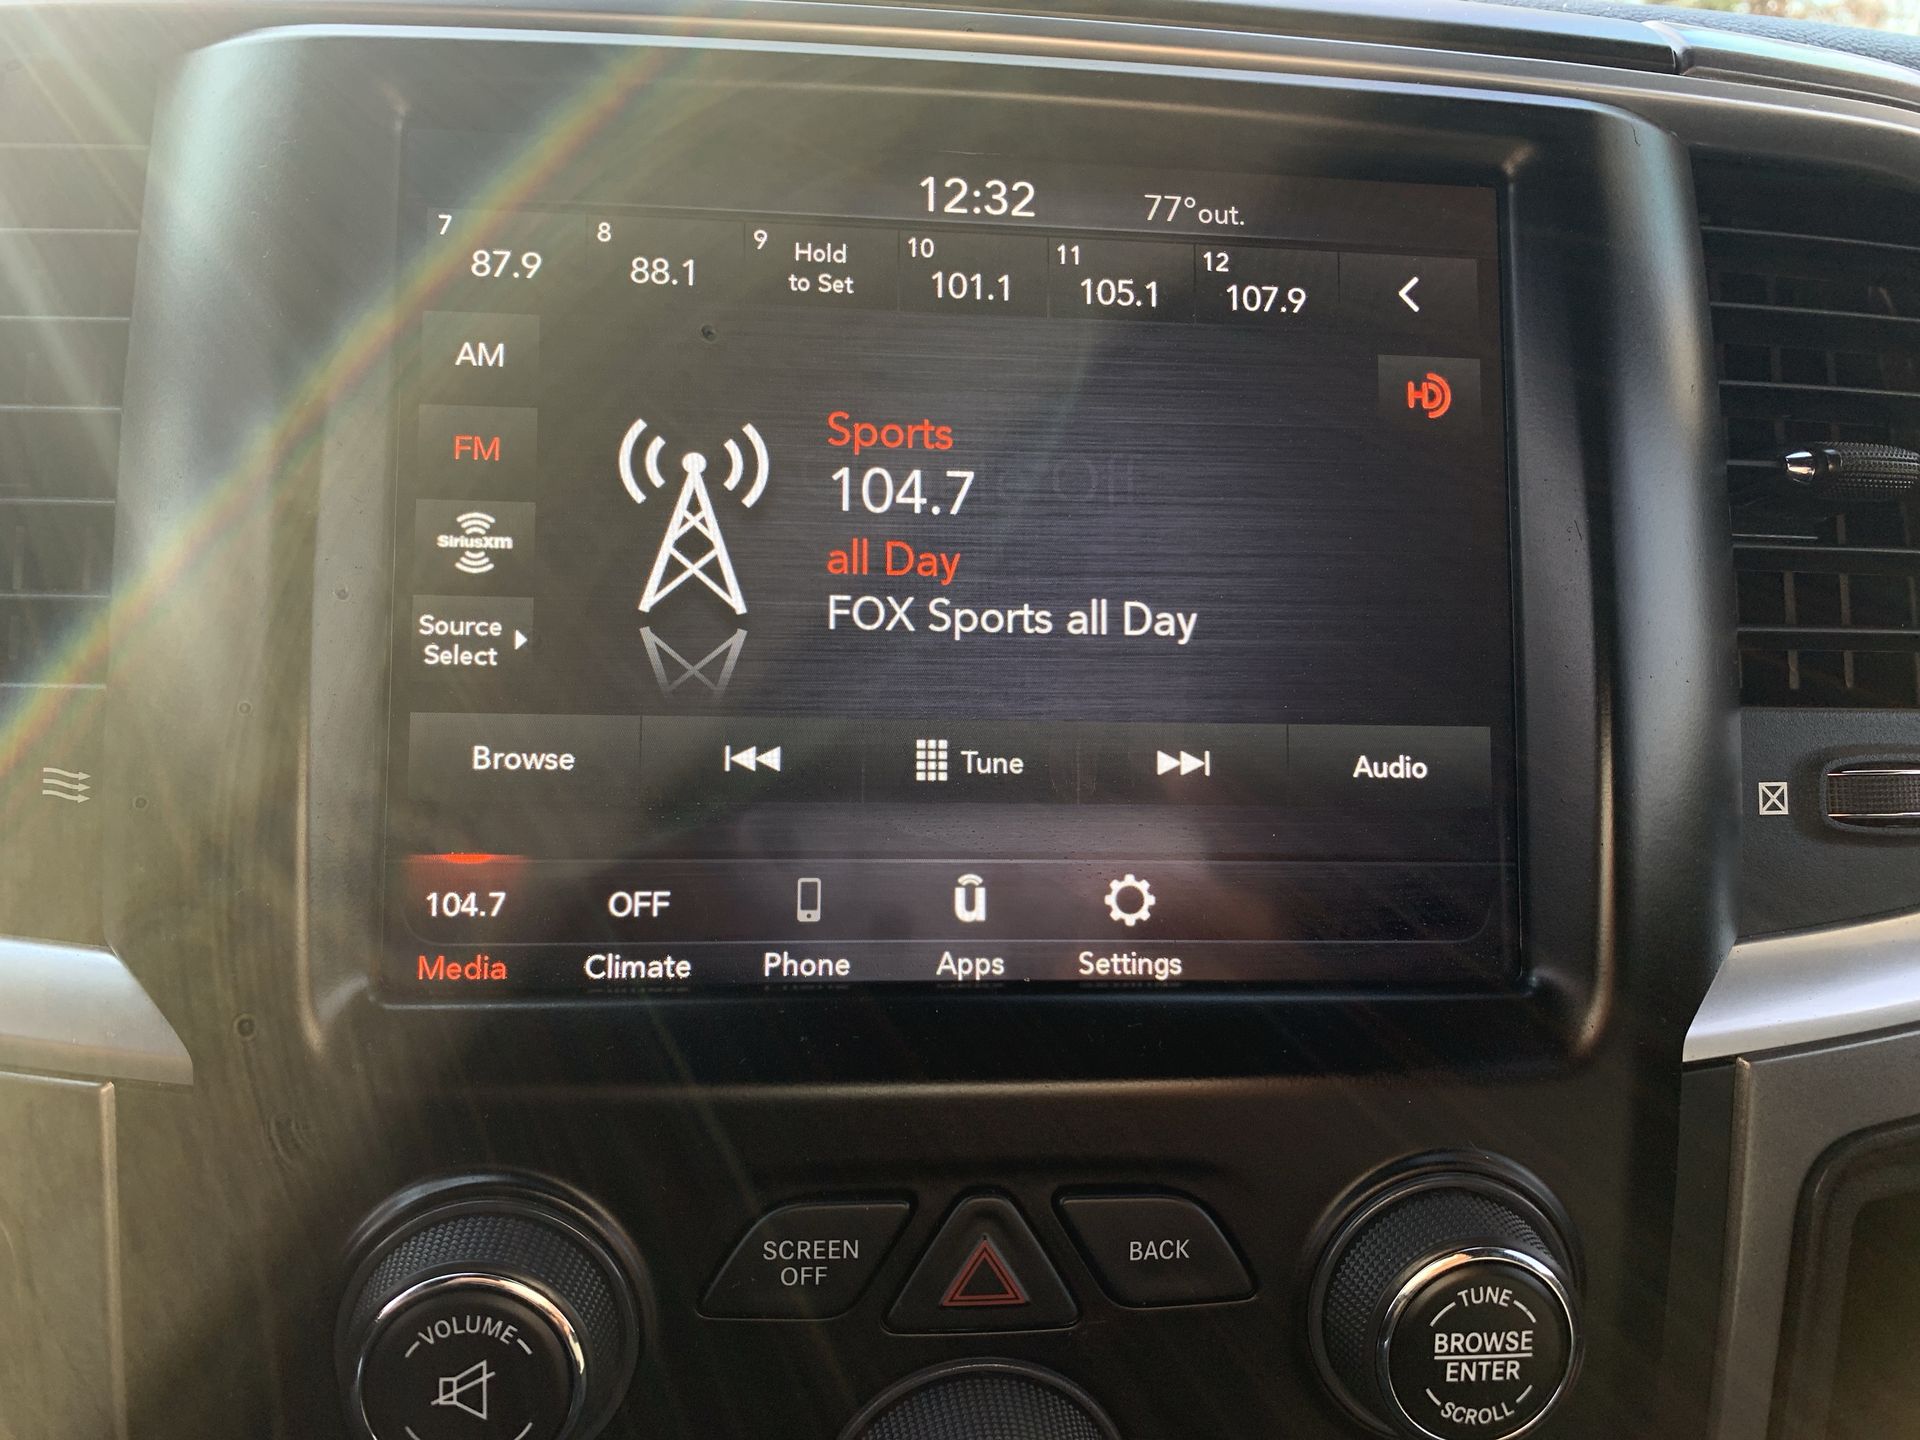 12:32 77°out.
7 87.9 8 88.1 9 Hold to Set 10 101.1 11 105.1 12 107.9
AM
HD
Sports
FM
104.7
SiriusXM
all Day
FOX Sports all Day
Source
Select
Browse Tune Audio
104.7 OFF
Media Climate Phone Apps Settings
SCREEN
OFF
BACK
VOLUME
TUNE
BROWSE
ENTER
SCROLL